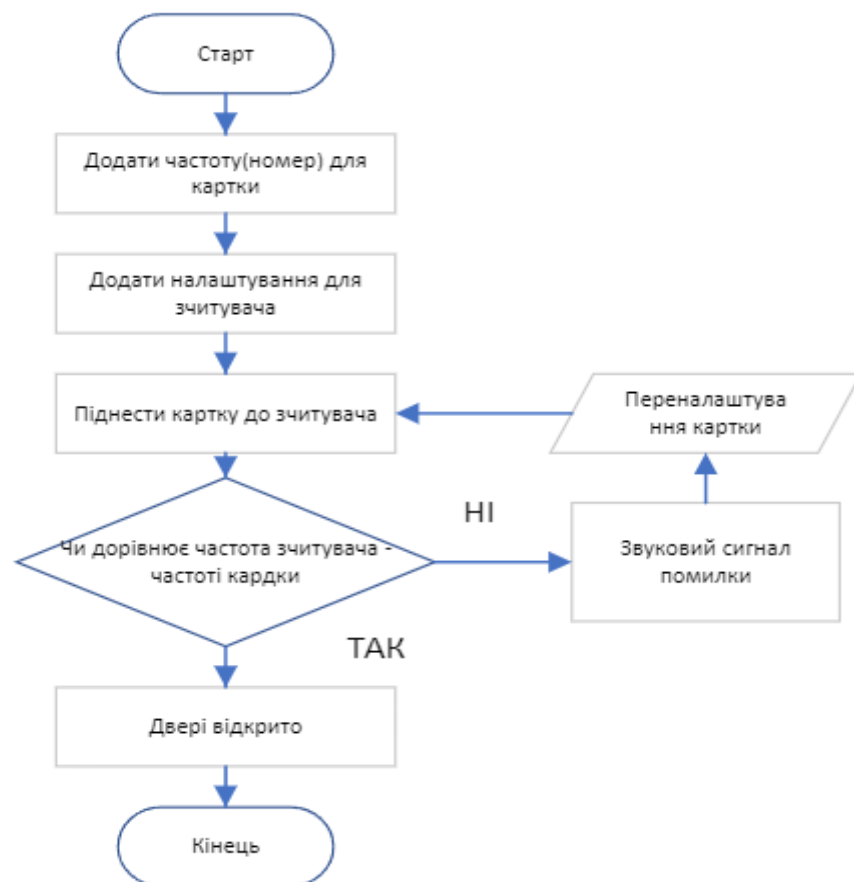 Старт
Додати частоту(номер) для
картки
Додати налаштування для
зчитувача
Піднести картку до зчитувача
Переналаштува
ння картки
НІ
Чи дорівнює частота зчитувача -
частоті кардки
Звуковий сигнал
помилки
ТАК
Двері відкрито
Кінець